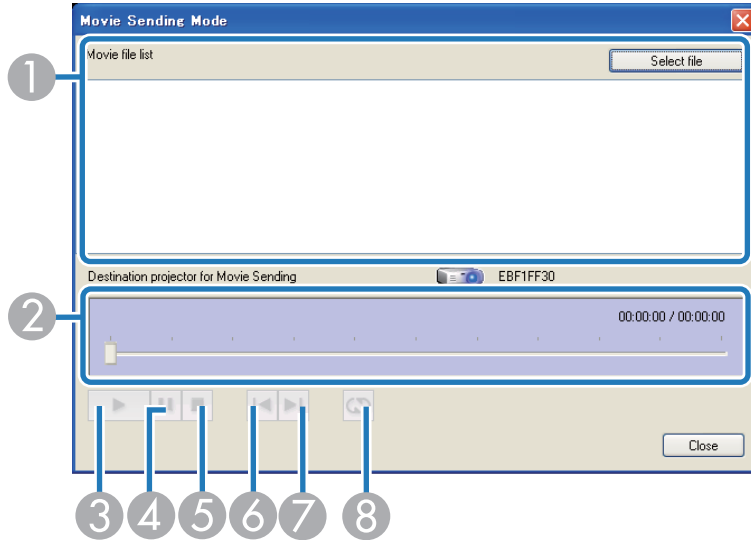 Movie Sending Mode
1
Movie file list
Select file
Destination projector for Movie Sending
EBF1FF30
2
00:00:00 / 00:00:00
Close
3
4
5
6
7
8